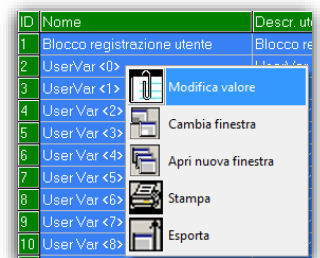 ID Nome Descr. ut
1 Blocco registrazione utente Blocco re
2 UserVar <0>
3 UserVar <1> Modifica valore
4 UserVar <2>
5 UserVar <3> Cambia finestra
6 UserVar <4>
7 UserVar <5> Apri nuova finestra
8 UserVar <6> Stampa
9 UserVar <7>
10 UserVar <8> Esporta